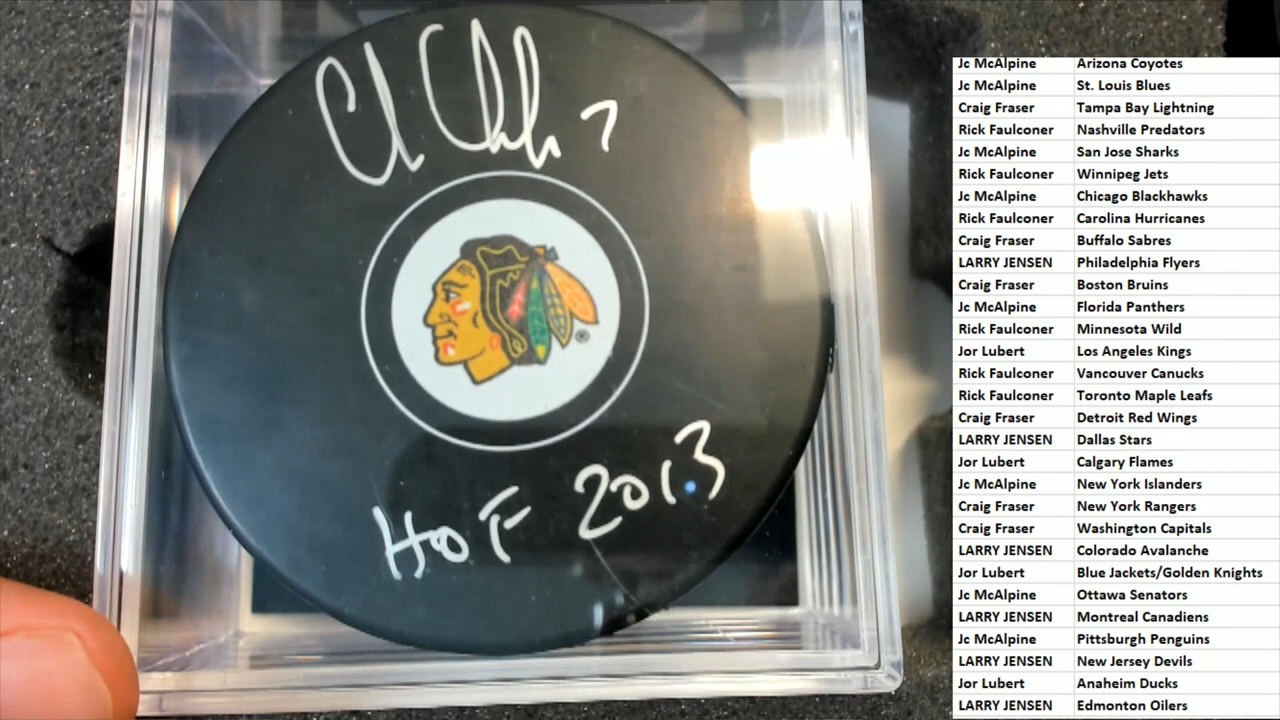 Ch Chel 7
HOF 2013
®
Jc McAlpine Arizona Coyotes
Jc McAlpine St. Louis Blues
Craig Fraser Tampa Bay Lightning
Rick Faulconer Nashville Predators
Jc McAlpine San Jose Sharks
Rick Faulconer Winnipeg Jets
Jc McAlpine Chicago Blackhawks
Rick Faulconer Carolina Hurricanes
Craig Fraser Buffalo Sabres
LARRY JENSEN Philadelphia Flyers
Craig Fraser Boston Bruins
Jc McAlpine Florida Panthers
Rick Faulconer Minnesota Wild
Jor Lubert Los Angeles Kings
Rick Faulconer Vancouver Canucks
Rick Faulconer Toronto Maple Leafs
Craig Fraser Detroit Red Wings
LARRY JENSEN Dallas Stars
Jor Lubert Calgary Flames
Jc McAlpine New York Islanders
Craig Fraser New York Rangers
Craig Fraser Washington Capitals
LARRY JENSEN Colorado Avalanche
Jor Lubert Blue Jackets/Golden Knights
Jc McAlpine Ottawa Senators
LARRY JENSEN Montreal Canadiens
Jc McAlpine Pittsburgh Penguins
LARRY JENSEN New Jersey Devils
Jor Lubert Anaheim Ducks
LARRY JENSEN Edmonton Oilers